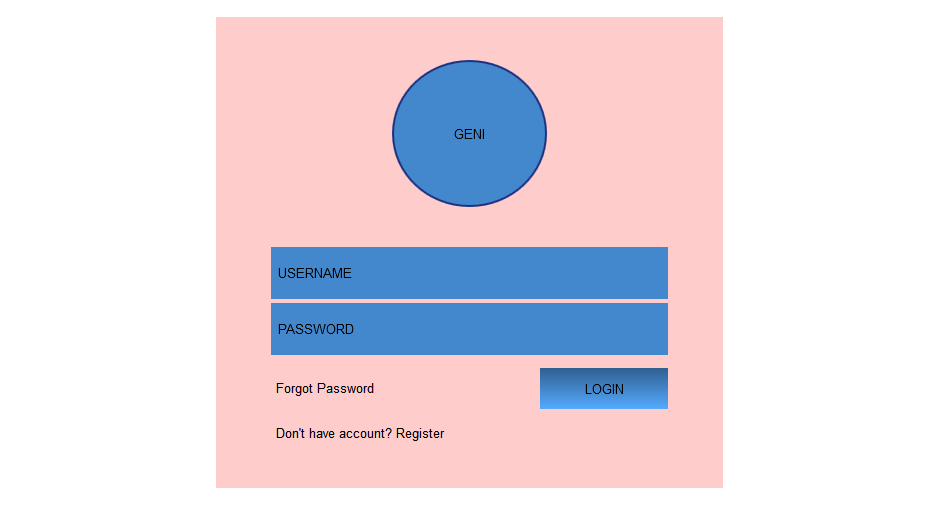 GENI
USERNAME
PASSWORD
Forgot Password
LOGIN
Don't have account? Register